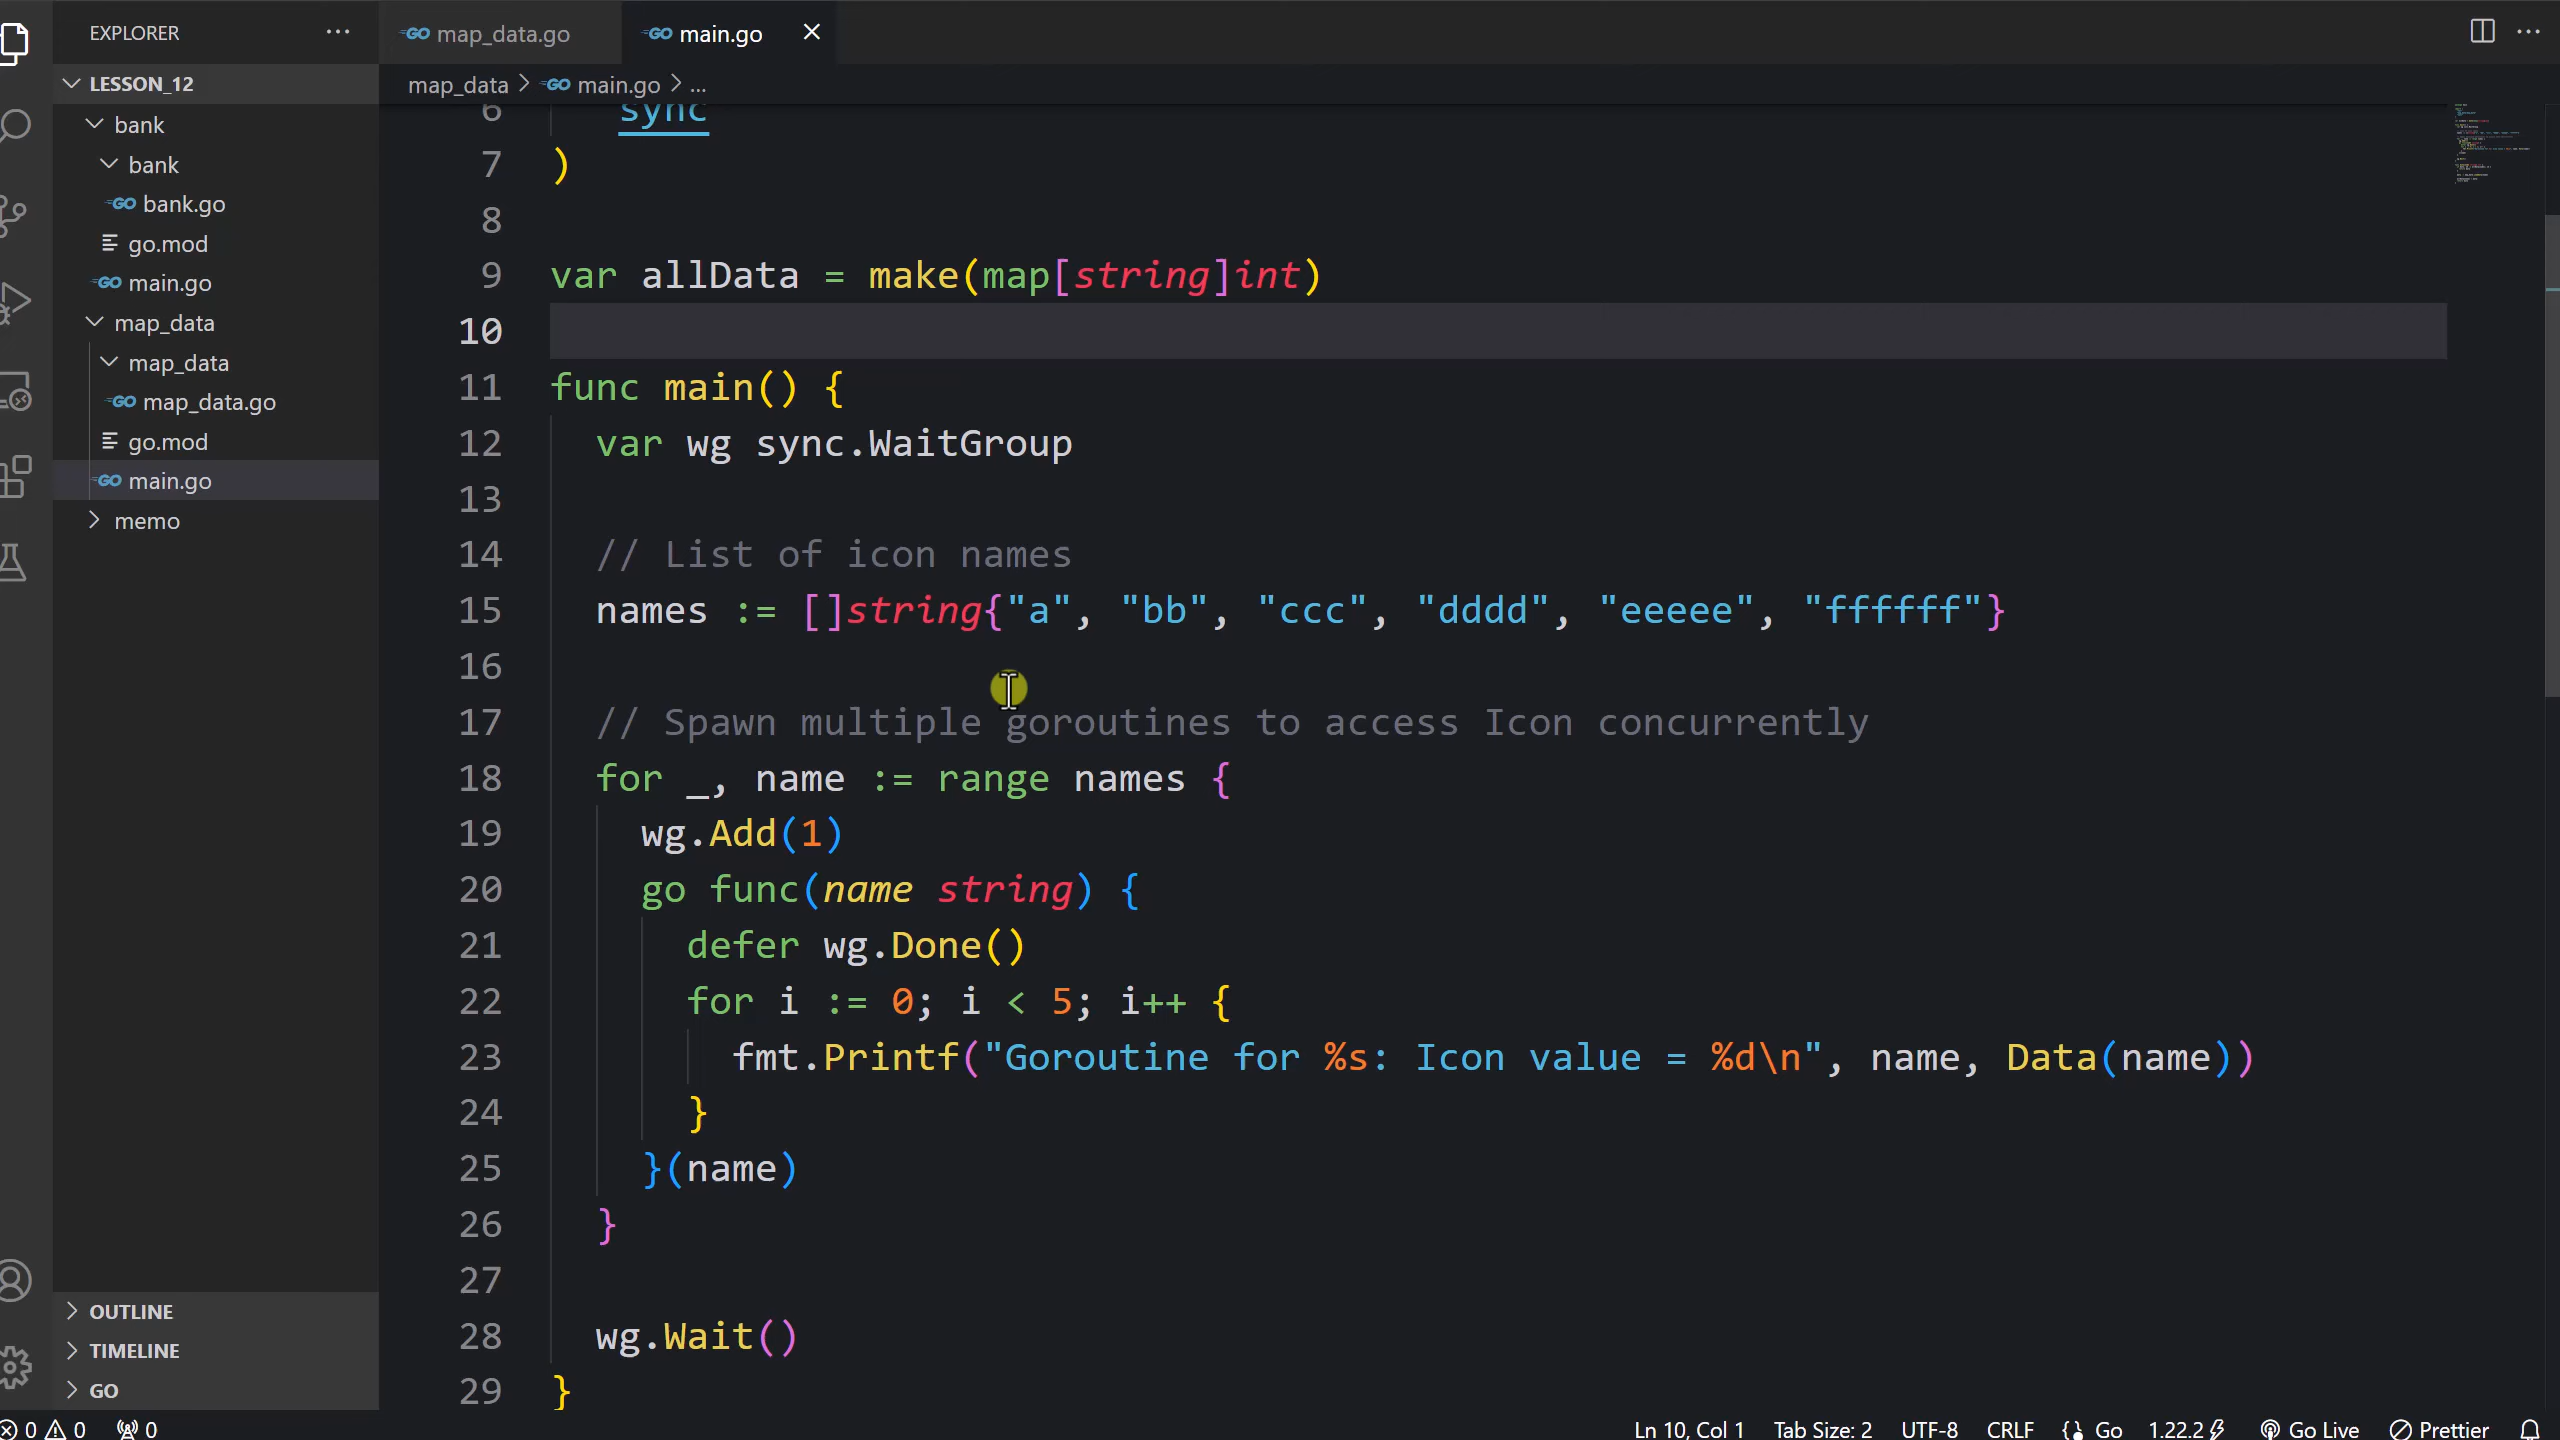 EXPLORER
LESSON_12
bank
bank
bank.go
go.mod
main.go
map_data
map_data
map_data.go
go.mod
main.go
memo
OUTLINE
TIMELINE
GO
map_data.go
main.go
map_data > main.go > ...
6 sync
7 )
8
9 var allData = make(map[string]int)
10
11 func main() {
12 var wg sync.WaitGroup
13
14 // List of icon names
15 names := []string{"a", "bb", "ccc", "dddd", "eeeee", "ffffff"}
16
17 // Spawn multiple goroutines to access Icon concurrently
18 for _, name := range names {
19 wg.Add(1)
20 go func(name string) {
21 defer wg.Done()
22 for i := 0; i < 5; i++ {
23 fmt.Printf("Goroutine for %s: Icon value = %d\n", name, Data(name))
24 }
25 }(name)
26 }
27
28 wg.Wait()
29 }
0 0 0 Ln 10, Col 1 Tab Size: 2 UTF-8 CRLF Go 1.22.2 Go Live Prettier